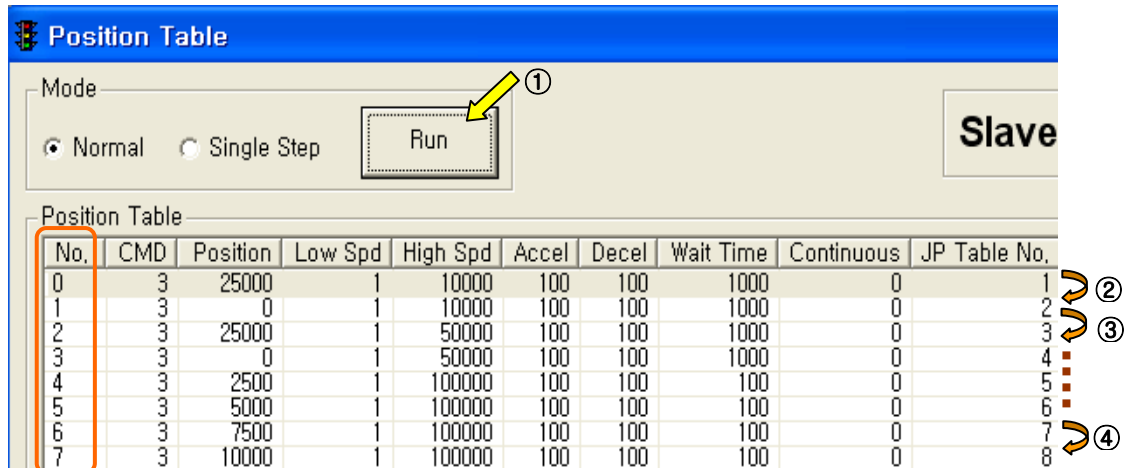 Position Table
Mode
①
Normal Single Step Run
Slave
Position Table
No, CMD Position Low Spd High Spd Accel Decel Wait Time Continuous JP Table No,
0 3 25000 1 10000 100 100 1000 0 1
②
1 3 0 1 10000 100 100 1000 0 2
2 3 25000 1 50000 100 100 1000 0 3
③
3 3 0 1 50000 100 100 1000 0 4
4 3 2500 1 100000 100 100 100 0 5
5 3 5000 1 100000 100 100 100 0 6
6 3 7500 1 100000 100 100 100 0 7
④
7 3 10000 1 100000 100 100 100 0 8